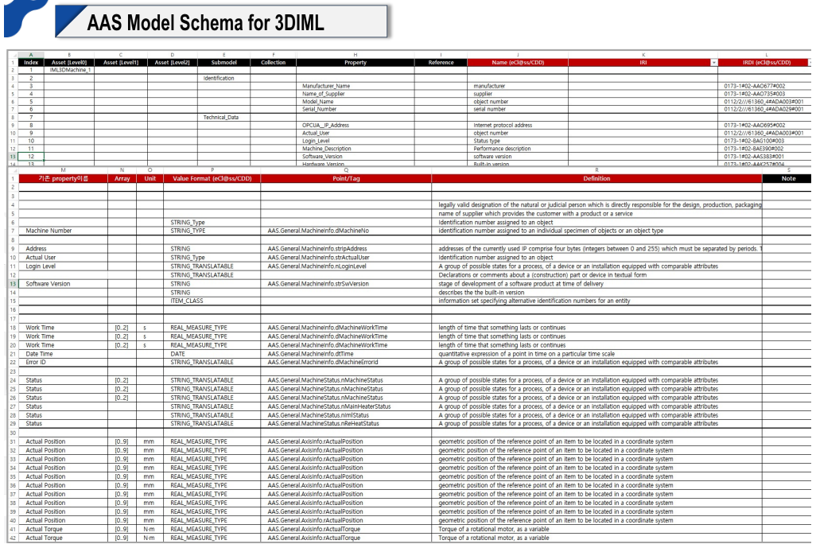 AAS Model Schema for 3DIML
A B C D E F H I J K L
1 Index Asset (Level0) Asset (Level1) Asset (Level2) Submodel Collection Property Reference Name (eCl@ss/CDD) IRI IRDI (eCl@ss/CDD)
2 1 IML3DMachine_1
3 2 Identification
4 3 Manufacturer_Name manufacturer 0173-1#02-AAO677#002
5 4 Name_of_Supplier supplier 0173-1#02-AAO735#003
6 5 Model_Name object number 0112/2///61360_4#ADA003#001
7 6 Serial_Number serial number 0112/2///61360_4#ADA029#001
8 7 Technical_Data
9 8 OPCUA_IP_Address Internet protocol address 0173-1#02-AAO695#002
10 9 Actual_User object number 0112/2///61360_4#ADA003#001
11 10 Login_Level Status type 0173-1#02-BAG100#003
12 11 Machine_Description Performance description 0173-1#02-BAE390#002
13 12 Software_Version software version 0173-1#02-AAS383#001
14 13 Hardware_Version Built-in version 0173-1#02-AAK257#004
M N O P Q R S
1 기존 property이름 Array Unit Value Format (eCl@ss/CDD) Point/Tag Definition Note
2
3
4 legally valid designation of the natural or judicial person which is directly responsible for the design, production, packaging
5 name of supplier which provides the customer with a product or a service
6 STRING_Type Identification number assigned to an object
7 Machine Number STRING_TYPE AAS.General.MachineInfo.dMachineNo identification number assigned to an individual specimen of objects or an object type
8
9 Address STRING AAS.General.MachineInfo.stripAddress addresses of the currently used IP comprise four bytes (integers between 0 and 255) which must be separated by periods.
10 Actual User STRING_Type AAS.General.MachineInfo.strActualUser Identification number assigned to an object
11 Login Level STRING_TRANSLATABLE AAS.General.MachineInfo.nLoginLevel A group of possible states for a process, of a device or an installation equipped with comparable attributes
12 STRING_TRANSLATABLE Declarations or comments about a (construction) part or device in textual form
13 Software Version STRING AAS.General.MachineInfo.strSwVersion stage of development of a software product at time of delivery
14 STRING describes the the built-in version
15 ITEM_CLASS information set specifying alternative identification numbers for an entity
16
17
18 Work Time [0..2] s REAL_MEASURE_TYPE AAS.General.MachineInfo.dMachineWorkTime length of time that something lasts or continues
19 Work Time [0..2] s REAL_MEASURE_TYPE AAS.General.MachineInfo.dMachineWorkTime length of time that something lasts or continues
20 Work Time [0..2] s REAL_MEASURE_TYPE AAS.General.MachineInfo.dMachineWorkTime length of time that something lasts or continues
21 Date Time DATE AAS.General.MachineInfo.dtTime quantitative expression of a point in time on a particular time scale
22 Error ID STRING_TRANSLATABLE AAS.General.MachineInfo.dMachineErrorId A group of possible states for a process, of a device or an installation equipped with comparable attributes
23
24 Status [0..2] STRING_TRANSLATABLE AAS.General.MachineStatus.nMachineStatus A group of possible states for a process, of a device or an installation equipped with comparable attributes
25 Status [0..2] STRING_TRANSLATABLE AAS.General.MachineStatus.nMachineStatus A group of possible states for a process, of a device or an installation equipped with comparable attributes
26 Status [0..2] STRING_TRANSLATABLE AAS.General.MachineStatus.nMachineStatus A group of possible states for a process, of a device or an installation equipped with comparable attributes
27 Status STRING_TRANSLATABLE AAS.General.MachineStatus.nMainHeaterStatus A group of possible states for a process, of a device or an installation equipped with comparable attributes
28 Status STRING_TRANSLATABLE AAS.General.MachineStatus.nImlStatus A group of possible states for a process, of a device or an installation equipped with comparable attributes
29 Status STRING_TRANSLATABLE AAS.General.MachineStatus.nReHeatStatus A group of possible states for a process, of a device or an installation equipped with comparable attributes
30
31 Actual Position [0..9] mm REAL_MEASURE_TYPE AAS.General.AxisInfo.rActualPosition geometric position of the reference point of an item to be located in a coordinate system
32 Actual Position [0..9] mm REAL_MEASURE_TYPE AAS.General.AxisInfo.rActualPosition geometric position of the reference point of an item to be located in a coordinate system
33 Actual Position [0..9] mm REAL_MEASURE_TYPE AAS.General.AxisInfo.rActualPosition geometric position of the reference point of an item to be located in a coordinate system
34 Actual Position [0..9] mm REAL_MEASURE_TYPE AAS.General.AxisInfo.rActualPosition geometric position of the reference point of an item to be located in a coordinate system
35 Actual Position [0..9] mm REAL_MEASURE_TYPE AAS.General.AxisInfo.rActualPosition geometric position of the reference point of an item to be located in a coordinate system
36 Actual Position [0..9] mm REAL_MEASURE_TYPE AAS.General.AxisInfo.rActualPosition geometric position of the reference point of an item to be located in a coordinate system
37 Actual Position [0..9] mm REAL_MEASURE_TYPE AAS.General.AxisInfo.rActualPosition geometric position of the reference point of an item to be located in a coordinate system
38 Actual Position [0..9] mm REAL_MEASURE_TYPE AAS.General.AxisInfo.rActualPosition geometric position of the reference point of an item to be located in a coordinate system
39 Actual Position [0..9] mm REAL_MEASURE_TYPE AAS.General.AxisInfo.rActualPosition geometric position of the reference point of an item to be located in a coordinate system
40 Actual Position [0..9] mm REAL_MEASURE_TYPE AAS.General.AxisInfo.rActualPosition geometric position of the reference point of an item to be located in a coordinate system
41 Actual Torque [0..9] N·m REAL_MEASURE_TYPE AAS.General.AxisInfo.rActualTorque Torque of a rotational motor, as a variable
42 Actual Torque [0..9] N·m REAL_MEASURE_TYPE AAS.General.AxisInfo.rActualTorque Torque of a rotational motor, as a variable